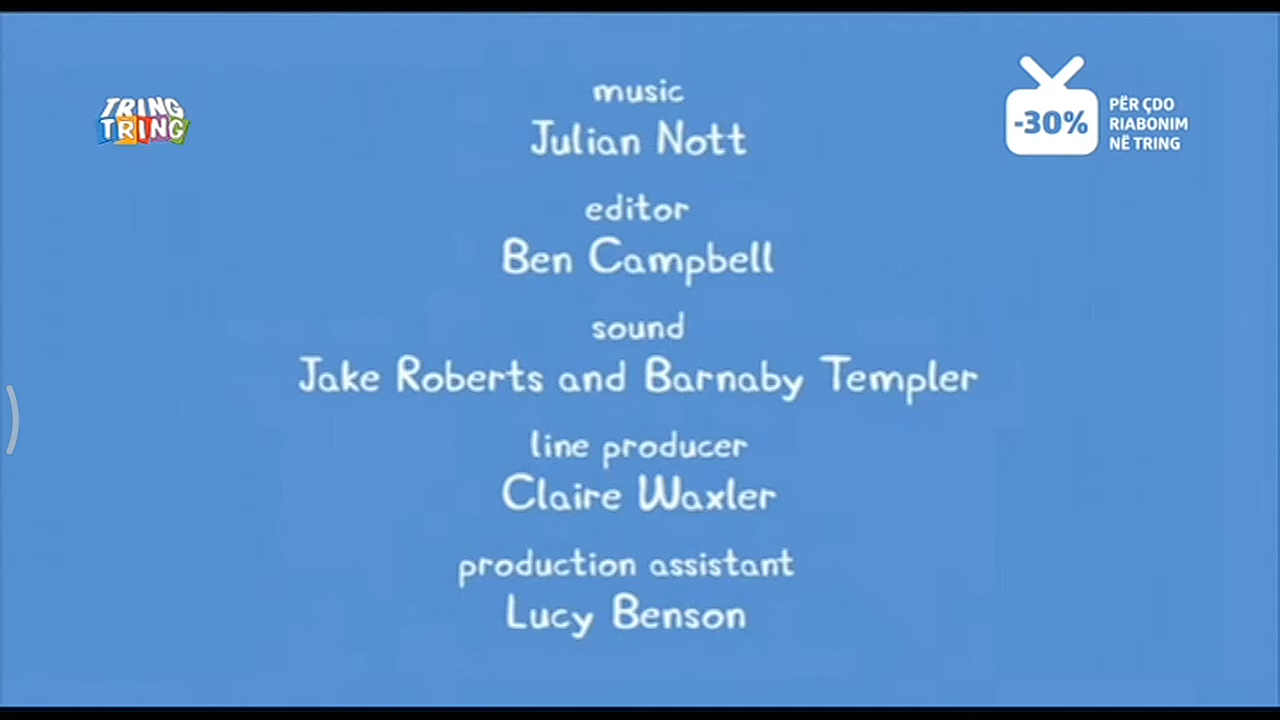 TRING
TRING
-30%
PËR ÇDO
RIABONIM
NË TRING
music
Julian Nott
editor
Ben Campbell
sound
Jake Roberts and Barnaby Templer
line producer
Claire Waxler
production assistant
Lucy Benson